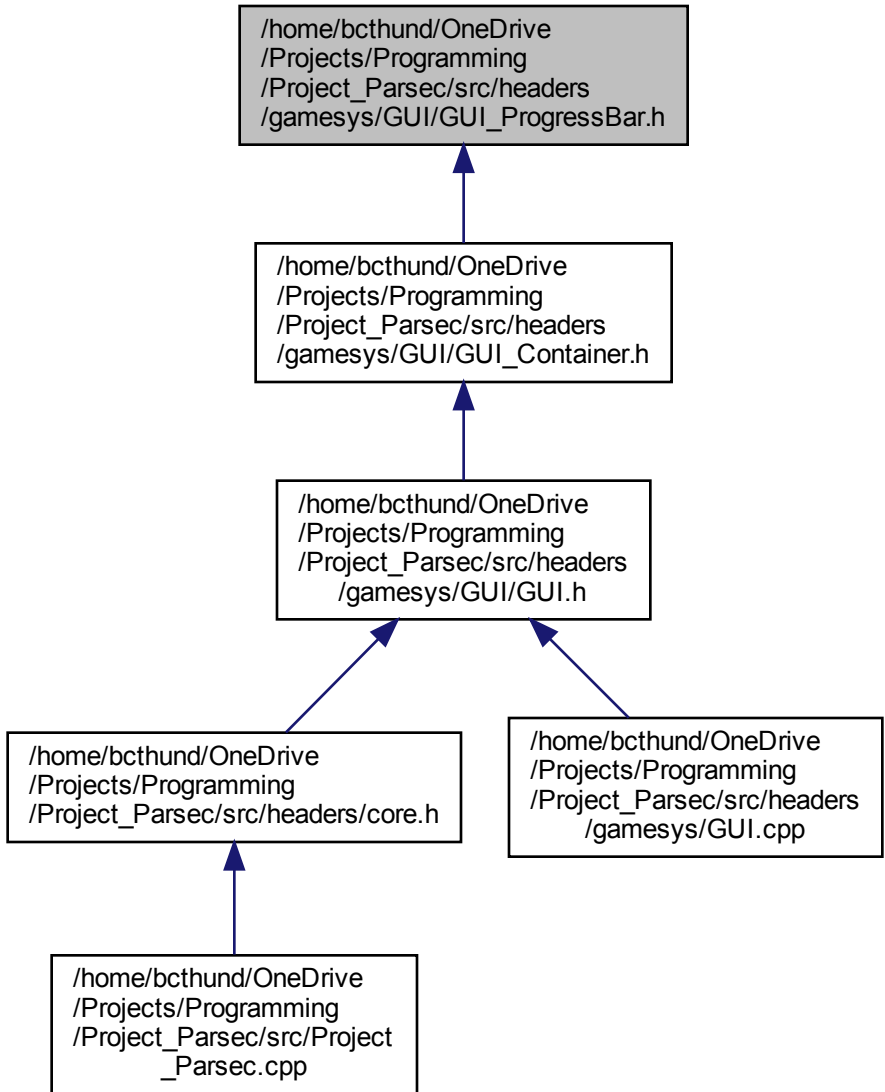 /home/bcthund/OneDrive
/Projects/Programming
/Project_Parsec/src/headers
/gamesys/GUI/GUI_ProgressBar.h
/home/bcthund/OneDrive
/Projects/Programming
/Project_Parsec/src/headers
/gamesys/GUI/GUI_Container.h
/home/bcthund/OneDrive
/Projects/Programming
/Project_Parsec/src/headers
/gamesys/GUI/GUI.h
/home/bcthund/OneDrive
/Projects/Programming
/Project_Parsec/src/headers/core.h
/home/bcthund/OneDrive
/Projects/Programming
/Project_Parsec/src/headers
/gamesys/GUI.cpp
/home/bcthund/OneDrive
/Projects/Programming
/Project_Parsec/src/Project
_Parsec.cpp